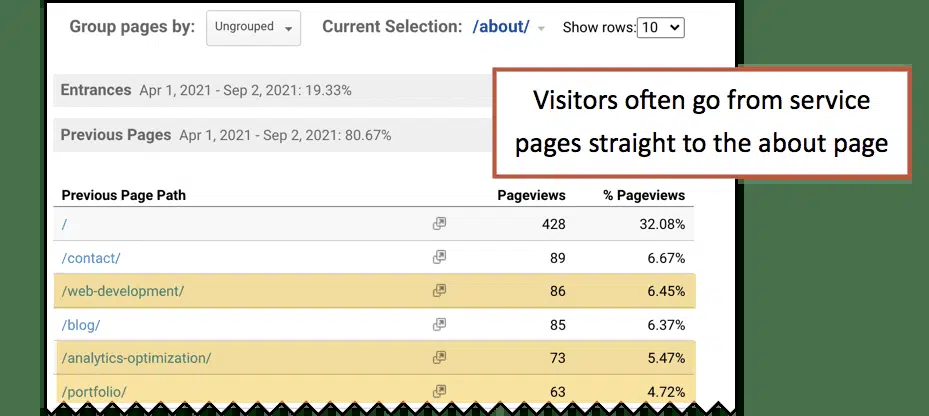 Group pages by: Ungrouped Current Selection: /about/ Show rows: 10
Entrances Apr 1, 2021 - Sep 2, 2021: 19.33%
Visitors often go from service
pages straight to the about page
Previous Pages Apr 1, 2021 - Sep 2, 2021: 80.67%
Previous Page Path Pageviews % Pageviews
/ 428 32.08%
/contact/ 89 6.67%
/web-development/ 86 6.45%
/blog/ 85 6.37%
/analytics-optimization/ 73 5.47%
/portfolio/ 63 4.72%